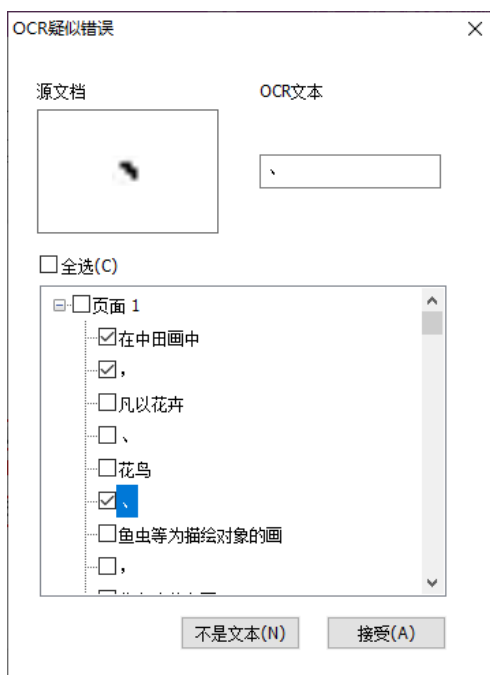 OCR疑似错误
源文档
OCR文本
、
全选(C)
页面 1
在中田画中
，
凡以花卉
、
花鸟
、
鱼虫等为描绘对象的画
，
不是文本(N)
接受(A)